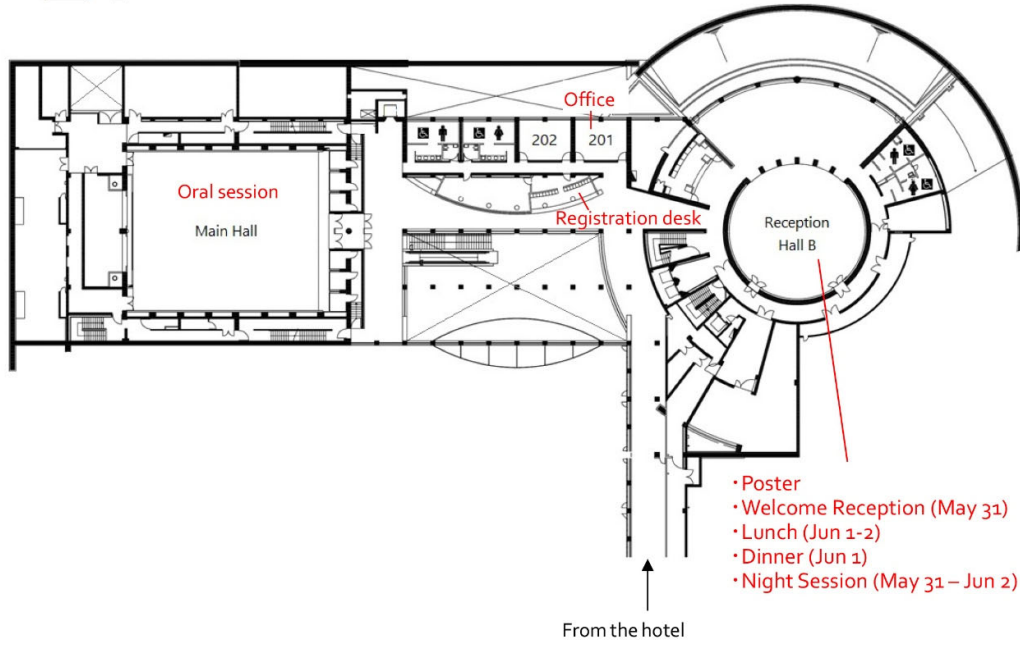 Office
202
201
Oral session
Main Hall
Registration desk
Reception
Hall B
・Poster
・Welcome Reception (May 31)
・Lunch (Jun 1-2)
・Dinner (Jun 1)
・Night Session (May 31 – Jun 2)
From the hotel